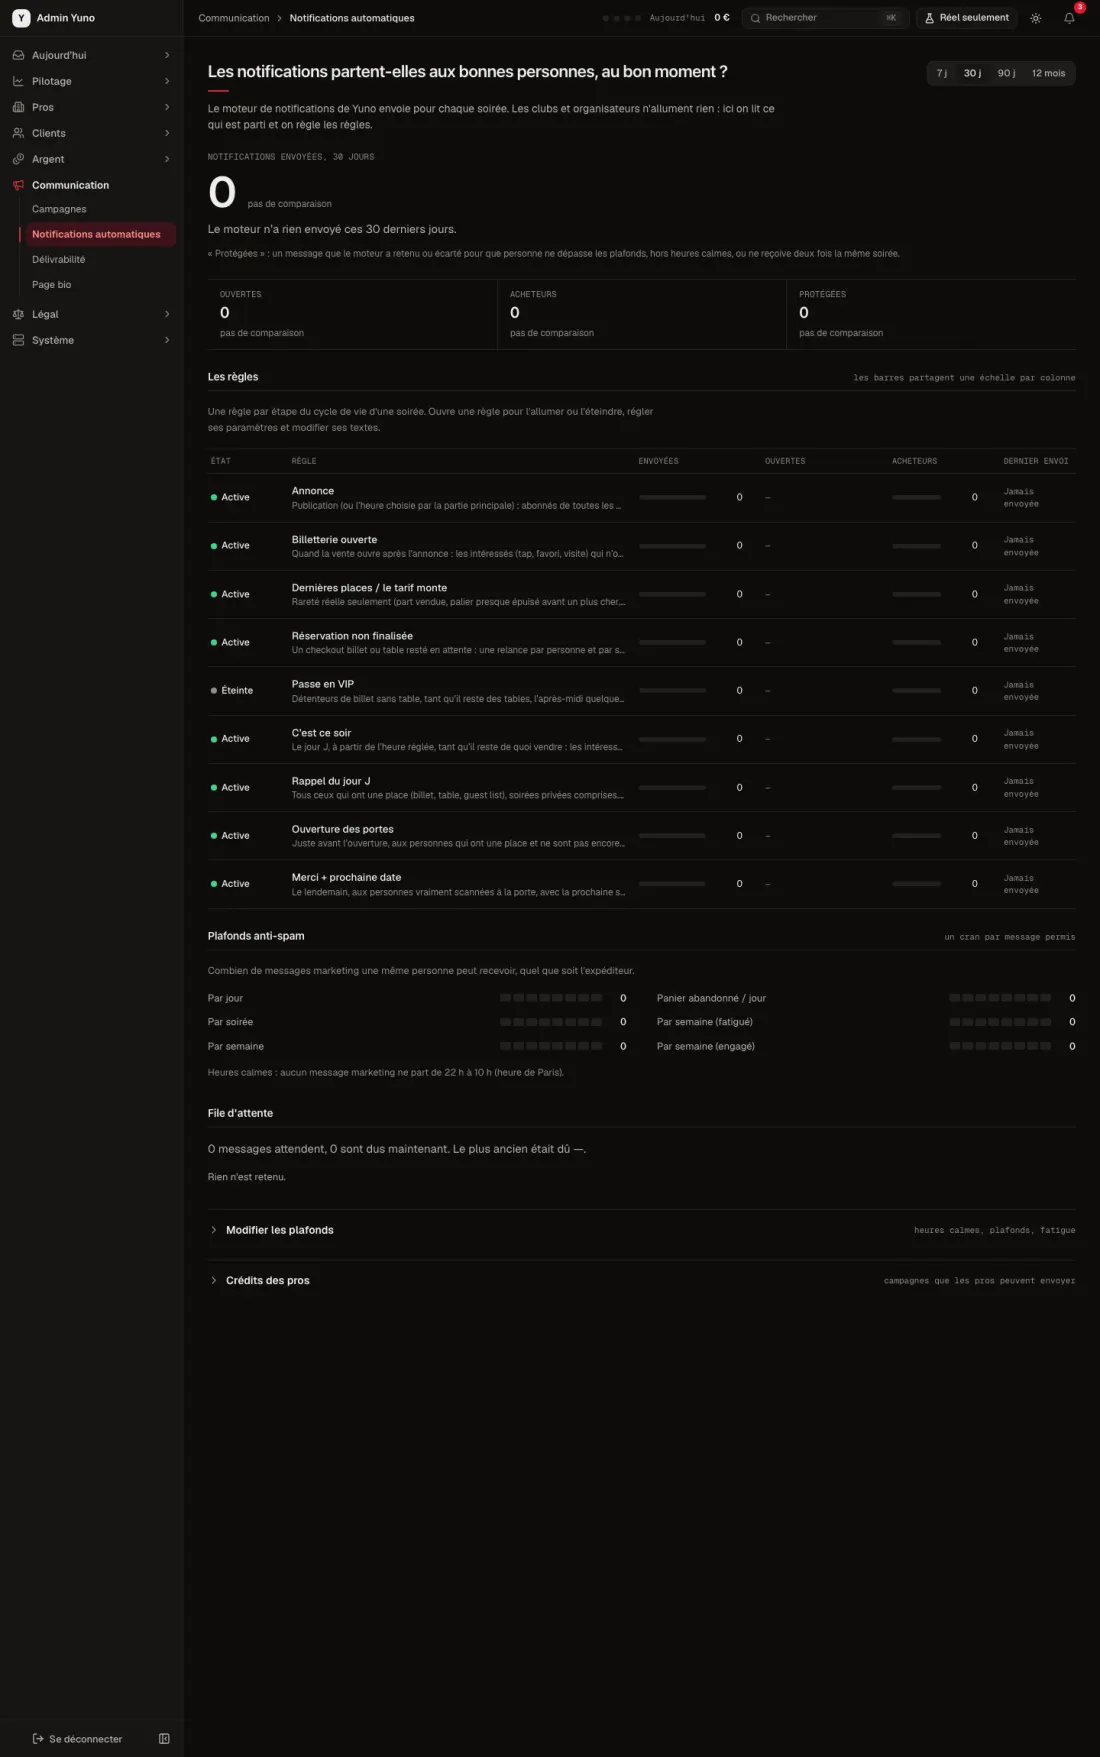 Y Admin Yuno
Communication > Notifications automatiques
Aujourd'hui 0 €
Rechercher ⌘K
Réel seulement
3
Aujourd'hui
Pilotage
Pros
Clients
Argent
Communication
Campagnes
Notifications automatiques
Délivrabilité
Page bio
Légal
Système
Les notifications partent-elles aux bonnes personnes, au bon moment ?
7 j 30 j 90 j 12 mois
Le moteur de notifications de Yuno envoie pour chaque soirée. Les clubs et organisateurs n'allument rien : ici on lit ce
qui est parti et on règle les règles.
NOTIFICATIONS ENVOYÉES, 30 JOURS
0 pas de comparaison
Le moteur n'a rien envoyé ces 30 derniers jours.
« Protégées » : un message que le moteur a retenu ou écarté pour que personne ne dépasse les plafonds, hors heures calmes, ou ne reçoive deux fois la même soirée.
OUVERTES
0
pas de comparaison
ACHETEURS
0
pas de comparaison
PROTÉGÉES
0
pas de comparaison
Les règles
les barres partagent une échelle par colonne
Une règle par étape du cycle de vie d'une soirée. Ouvre une règle pour l'allumer ou l'éteindre, régler
ses paramètres et modifier ses textes.
ÉTAT RÈGLE ENVOYÉES OUVERTES ACHETEURS DERNIER ENVOI
Active Annonce 0 – 0 Jamais envoyée
Publication (ou l'heure choisie par la partie principale) : abonnés de toutes les …
Active Billetterie ouverte 0 – 0 Jamais envoyée
Quand la vente ouvre après l'annonce : les intéressés (tap, favori, visite) qui n'o…
Active Dernières places / le tarif monte 0 – 0 Jamais envoyée
Rareté réelle seulement (part vendue, palier presque épuisé avant un plus cher,…
Active Réservation non finalisée 0 – 0 Jamais envoyée
Un checkout billet ou table resté en attente : une relance par personne et par s…
Éteinte Passe en VIP 0 – 0 Jamais envoyée
Détenteurs de billet sans table, tant qu'il reste des tables, l'après-midi quelque…
Active C'est ce soir 0 – 0 Jamais envoyée
Le jour J, à partir de l'heure réglée, tant qu'il reste de quoi vendre : les intéress…
Active Rappel du jour J 0 – 0 Jamais envoyée
Tous ceux qui ont une place (billet, table, guest list), soirées privées comprises…
Active Ouverture des portes 0 – 0 Jamais envoyée
Juste avant l'ouverture, aux personnes qui ont une place et ne sont pas encore…
Active Merci + prochaine date 0 – 0 Jamais envoyée
Le lendemain, aux personnes vraiment scannées à la porte, avec la prochaine s…
Plafonds anti-spam
un cran par message permis
Combien de messages marketing une même personne peut recevoir, quel que soit l'expéditeur.
Par jour 0
Panier abandonné / jour 0
Par soirée 0
Par semaine (fatigué) 0
Par semaine 0
Par semaine (engagé) 0
Heures calmes : aucun message marketing ne part de 22 h à 10 h (heure de Paris).
File d'attente
0 messages attendent, 0 sont dus maintenant. Le plus ancien était dû —.
Rien n'est retenu.
Modifier les plafonds
heures calmes, plafonds, fatigue
Crédits des pros
campagnes que les pros peuvent envoyer
Se déconnecter